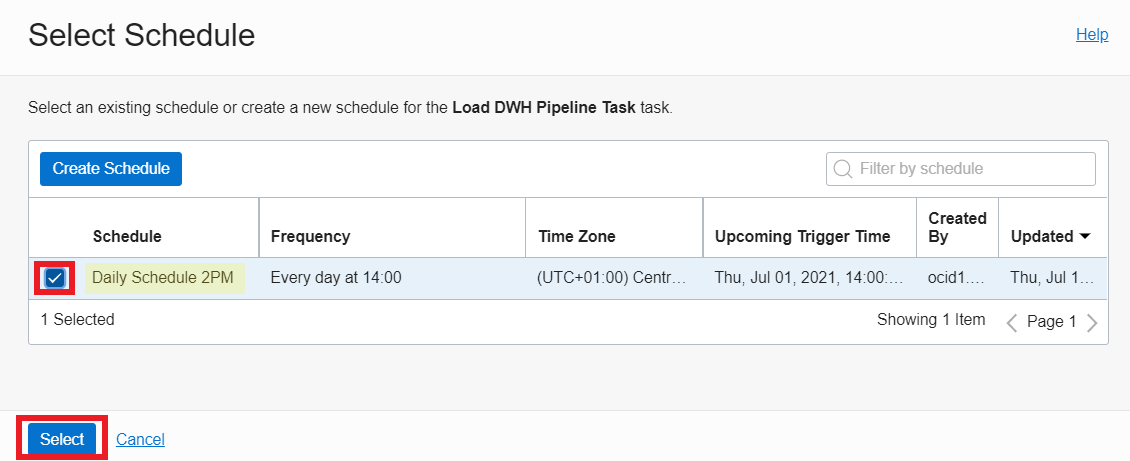 Select Schedule
Help
Select an existing schedule or create a new schedule for the Load DWH Pipeline Task task.
Create Schedule
Filter by schedule
Schedule Frequency Time Zone Upcoming Trigger Time Created By Updated
Daily Schedule 2PM Every day at 14:00 (UTC+01:00) Centr... Thu, Jul 01, 2021, 14:00:... ocid1.... Thu, Jul 1...
1 Selected Showing 1 Item Page 1
Select Cancel